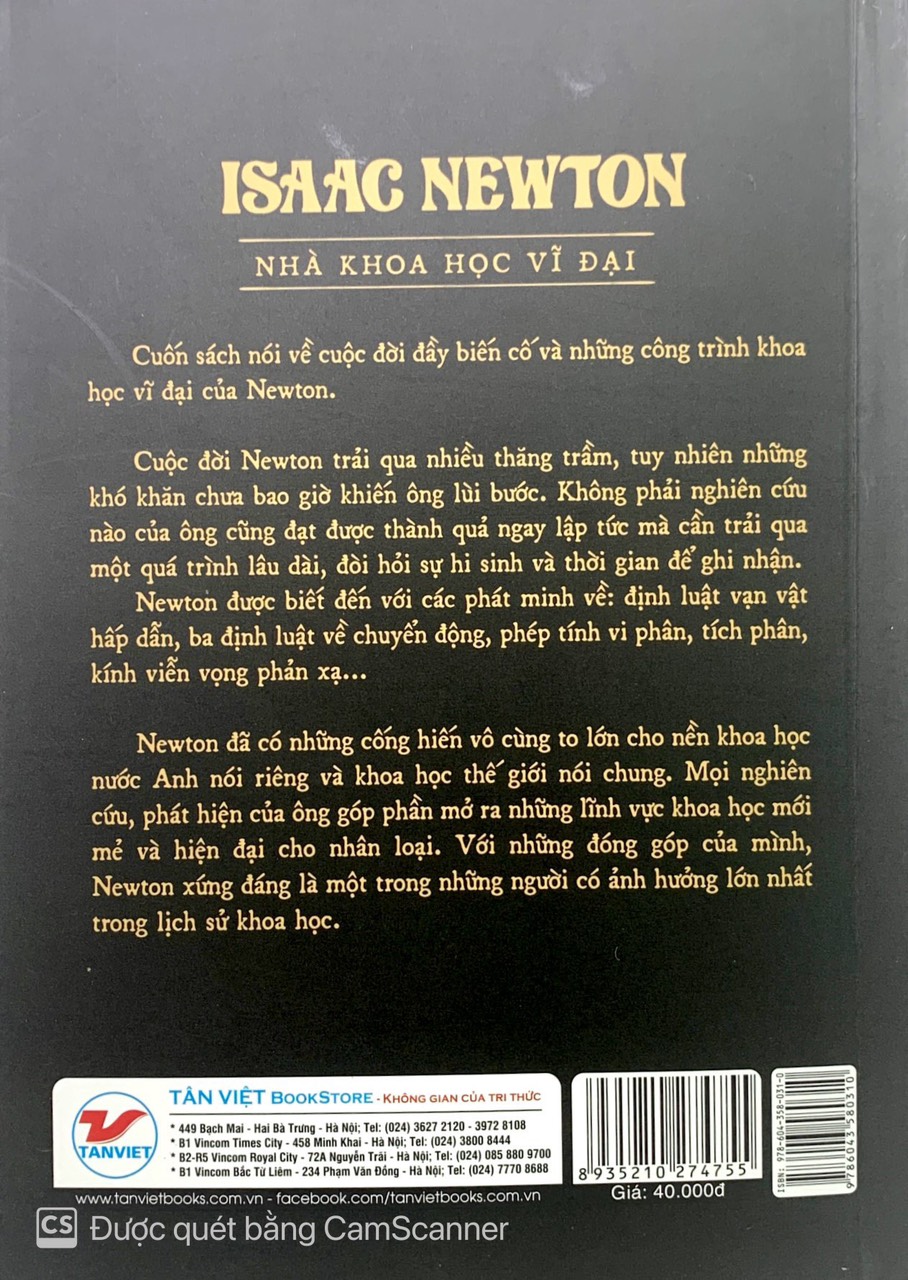 ISAAC NEWTON
NHÀ KHOA HỌC VĨ ĐẠI
Cuốn sách nói về cuộc đời đầy biến cố và những công trình khoa
học vĩ đại của Newton.
Cuộc đời Newton trải qua nhiều thăng trầm, tuy nhiên những
khó khăn chưa bao giờ khiến ông lùi bước. Không phải nghiên cứu
nào của ông cũng đạt được thành quả ngay lập tức mà cần trải qua
một quá trình lâu dài, đòi hỏi sự hi sinh và thời gian để ghi nhận.
Newton được biết đến với các phát minh về: định luật vạn vật
hấp dẫn, ba định luật về chuyển động, phép tính vi phân, tích phân,
kính viễn vọng phản xạ...
Newton đã có những cống hiến vô cùng to lớn cho nền khoa học
nước Anh nói riêng và khoa học thế giới nói chung. Mọi nghiên
cứu, phát hiện của ông góp phần mở ra những lĩnh vực khoa học mới
mẻ và hiện đại cho nhân loại. Với những đóng góp của mình,
Newton xứng đáng là một trong những người có ảnh hưởng lớn nhất
trong lịch sử khoa học.
TANVIET
TÂN VIỆT BOOKSTORE - KHÔNG GIAN CỦA TRI THỨC
* 449 Bạch Mai - Hai Bà Trưng - Hà Nội; Tel: (024) 3627 2120 - 3972 8108
* B1 Vincom Times City - 458 Minh Khai - Hà Nội; Tel: (024) 3800 8444
* B2-R5 Vincom Royal City - 72A Nguyễn Trãi - Hà Nội; Tel: (024) 085 880 9700
* B1 Vincom Bắc Từ Liêm - 234 Phạm Văn Đồng - Hà Nội; Tel: (024) 7770 8688
www.tanvietbooks.com.vn - facebook.com/tanvietbooks.com.vn
8 935210 274755
Giá: 40.000đ
ISBN: 978-604-358-031-0
9 786043 580310
CS Được quét bằng CamScanner